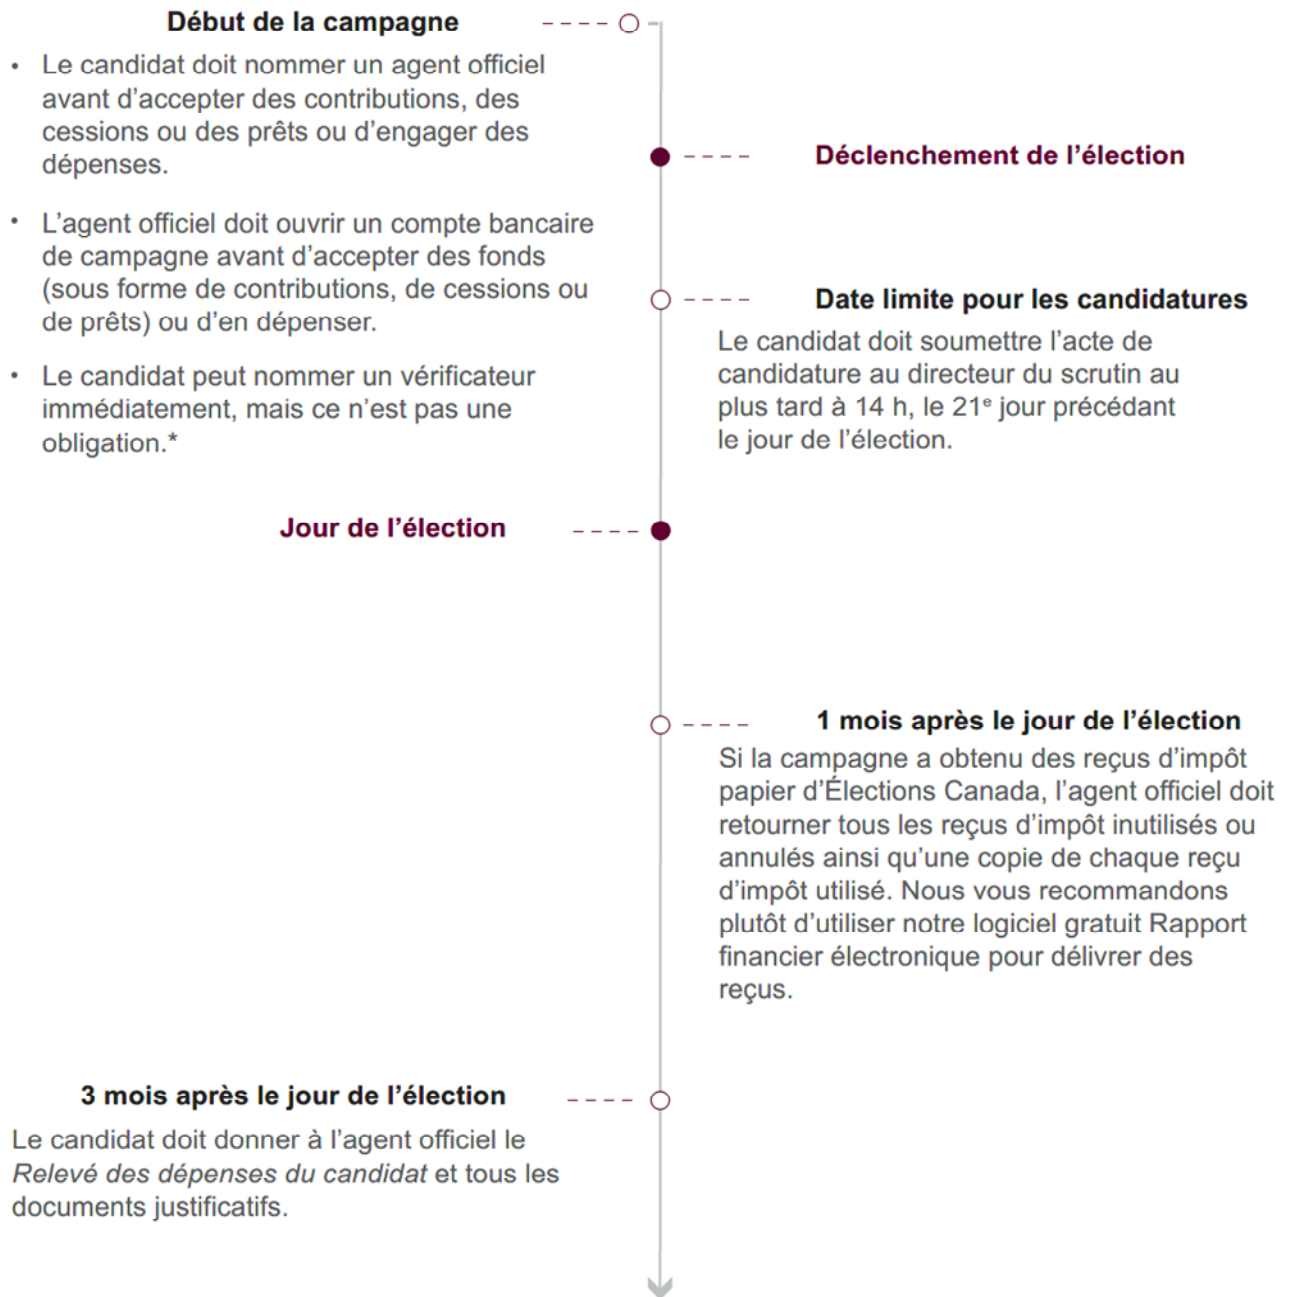 Début de la campagne
• Le candidat doit nommer un agent officiel
avant d’accepter des contributions, des
cessions ou des prêts ou d’engager des
dépenses.
Déclenchement de l’élection
• L’agent officiel doit ouvrir un compte bancaire
de campagne avant d’accepter des fonds
(sous forme de contributions, de cessions ou
de prêts) ou d’en dépenser.
• Le candidat peut nommer un vérificateur
immédiatement, mais ce n’est pas une
obligation.*
Date limite pour les candidatures
Le candidat doit soumettre l’acte de
candidature au directeur du scrutin au
plus tard à 14 h, le 21ᵉ jour précédant
le jour de l’élection.
Jour de l’élection
1 mois après le jour de l’élection
Si la campagne a obtenu des reçus d’impôt
papier d’Élections Canada, l’agent officiel doit
retourner tous les reçus d’impôt inutilisés ou
annulés ainsi qu’une copie de chaque reçu
d’impôt utilisé. Nous vous recommandons
plutôt d’utiliser notre logiciel gratuit Rapport
financier électronique pour délivrer des
reçus.
3 mois après le jour de l’élection
Le candidat doit donner à l’agent officiel le
Relevé des dépenses du candidat et tous les
documents justificatifs.